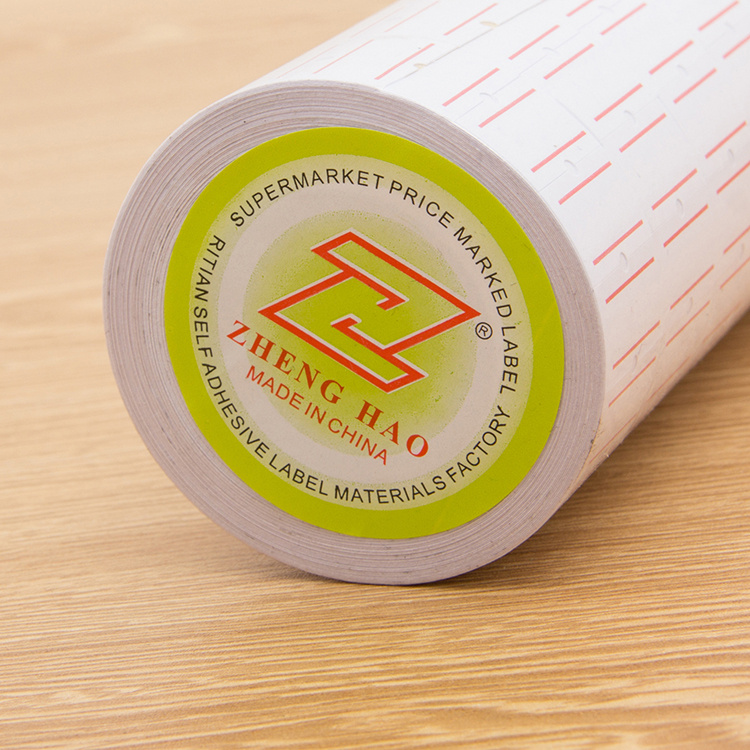 SUPERMARKET PRICE MARKED LABEL
®
ZHENG HAO
MADE IN CHINA
RITIAN SELF ADHESIVE LABEL MATERIALS FACTORY